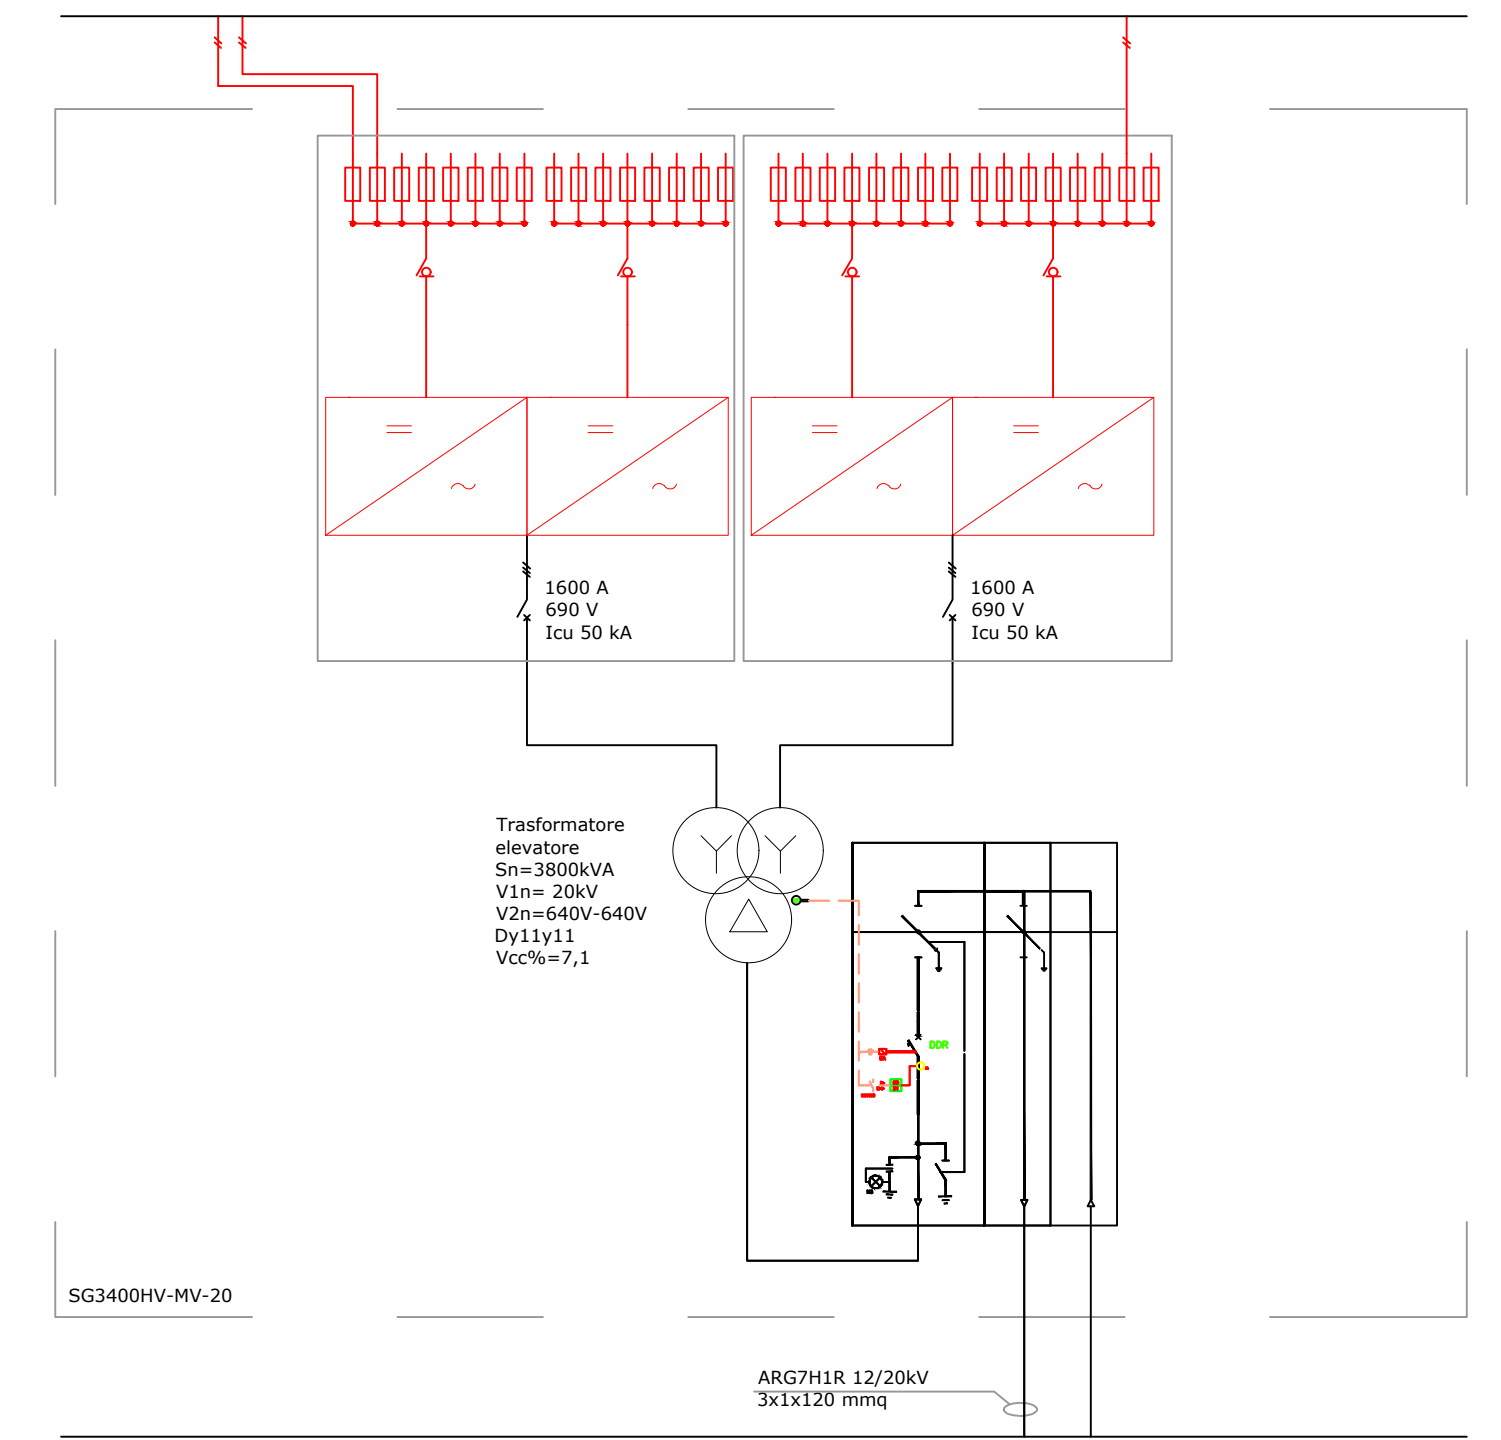 1600 A
690 V
Icu 50 kA
1600 A
690 V
Icu 50 kA
Trasformatore
elevatore
Sn=3800kVA
V1n= 20kV
V2n=640V-640V
Dy11y11
Vcc%=7,1
DDR
SG3400HV-MV-20
ARG7H1R 12/20kV
3x1x120 mmq